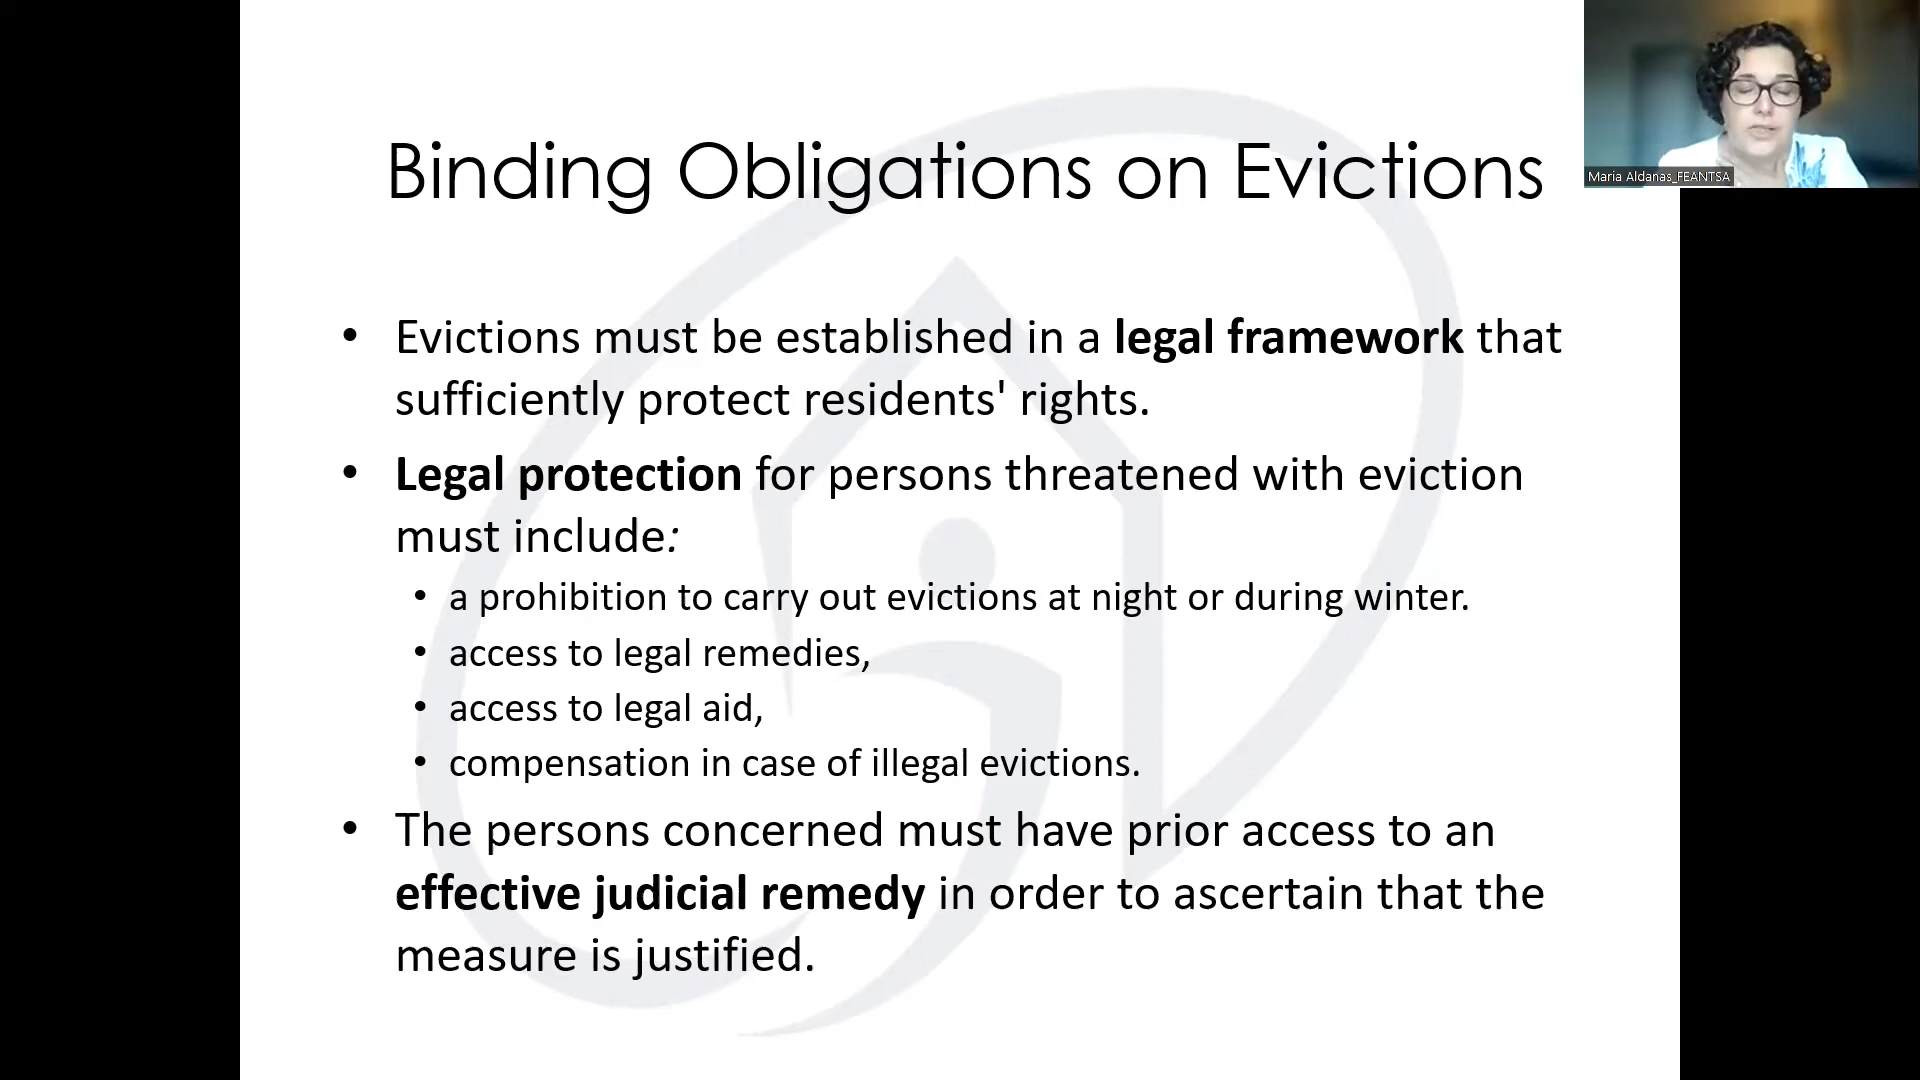 Binding Obligations on Evictions
Maria Aldanas_FEANTSA
• Evictions must be established in a legal framework that
sufficiently protect residents' rights.
• Legal protection for persons threatened with eviction
must include:
• a prohibition to carry out evictions at night or during winter.
• access to legal remedies,
• access to legal aid,
• compensation in case of illegal evictions.
• The persons concerned must have prior access to an
effective judicial remedy in order to ascertain that the
measure is justified.